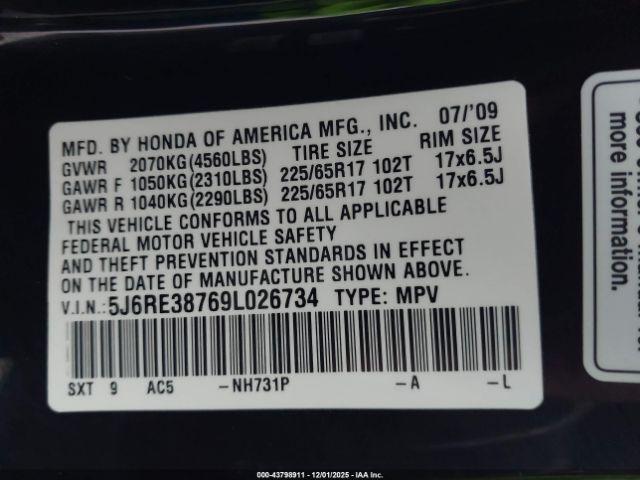 MFD. BY HONDA OF AMERICA MFG., INC. 07/'09
GVWR 2070KG(4560LBS) TIRE SIZE RIM SIZE
GAWR F 1050KG(2310LBS) 225/65R17 102T 17x6.5J
GAWR R 1040KG(2290LBS) 225/65R17 102T 17x6.5J
THIS VEHICLE CONFORMS TO ALL APPLICABLE
FEDERAL MOTOR VEHICLE SAFETY
AND THEFT PREVENTION STANDARDS IN EFFECT
ON THE DATE OF MANUFACTURE SHOWN ABOVE.
V.I.N.: 5J6RE38769L026734 TYPE: MPV
SXT 9 AC5 -NH731P -A -L
000-43798911 - 12/01/2025 - IAA Inc.